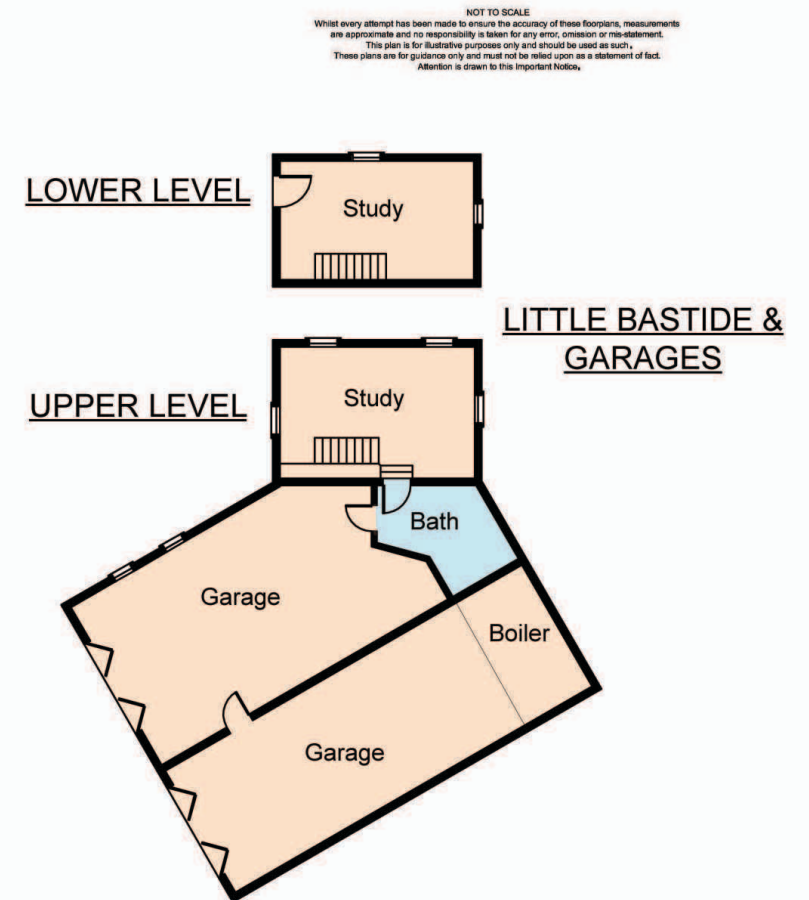 NOT TO SCALE
Whilst every attempt has been made to ensure the accuracy of these floorplans, measurements
are approximate and no responsibility is taken for any error, omission or mis-statement.
This plan is for illustrative purposes only and should be used as such.
These plans are for guidance only and must not be relied upon as a statement of fact.
Attention is drawn to this Important Notice.
LOWER LEVEL
Study
LITTLE BASTIDE &
GARAGES
UPPER LEVEL
Study
Bath
Garage
Boiler
Garage